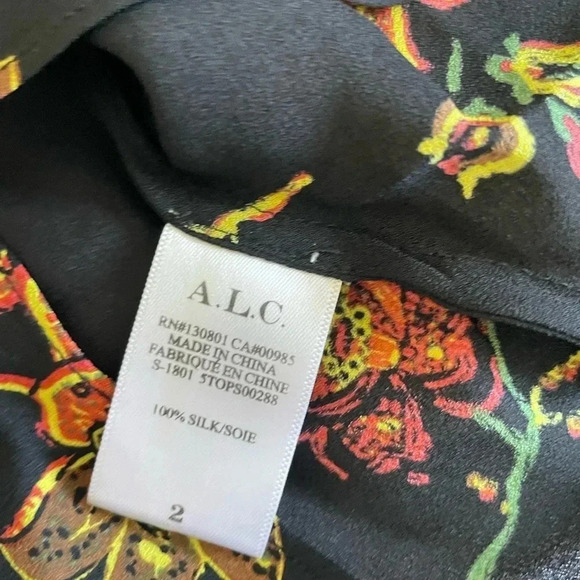 A.L.C.
RN#130801 CA#00985
MADE IN CHINA
FABRIQUÉ EN CHINE
S-1801 5TOPS00288
100% SILK/SOIE
2